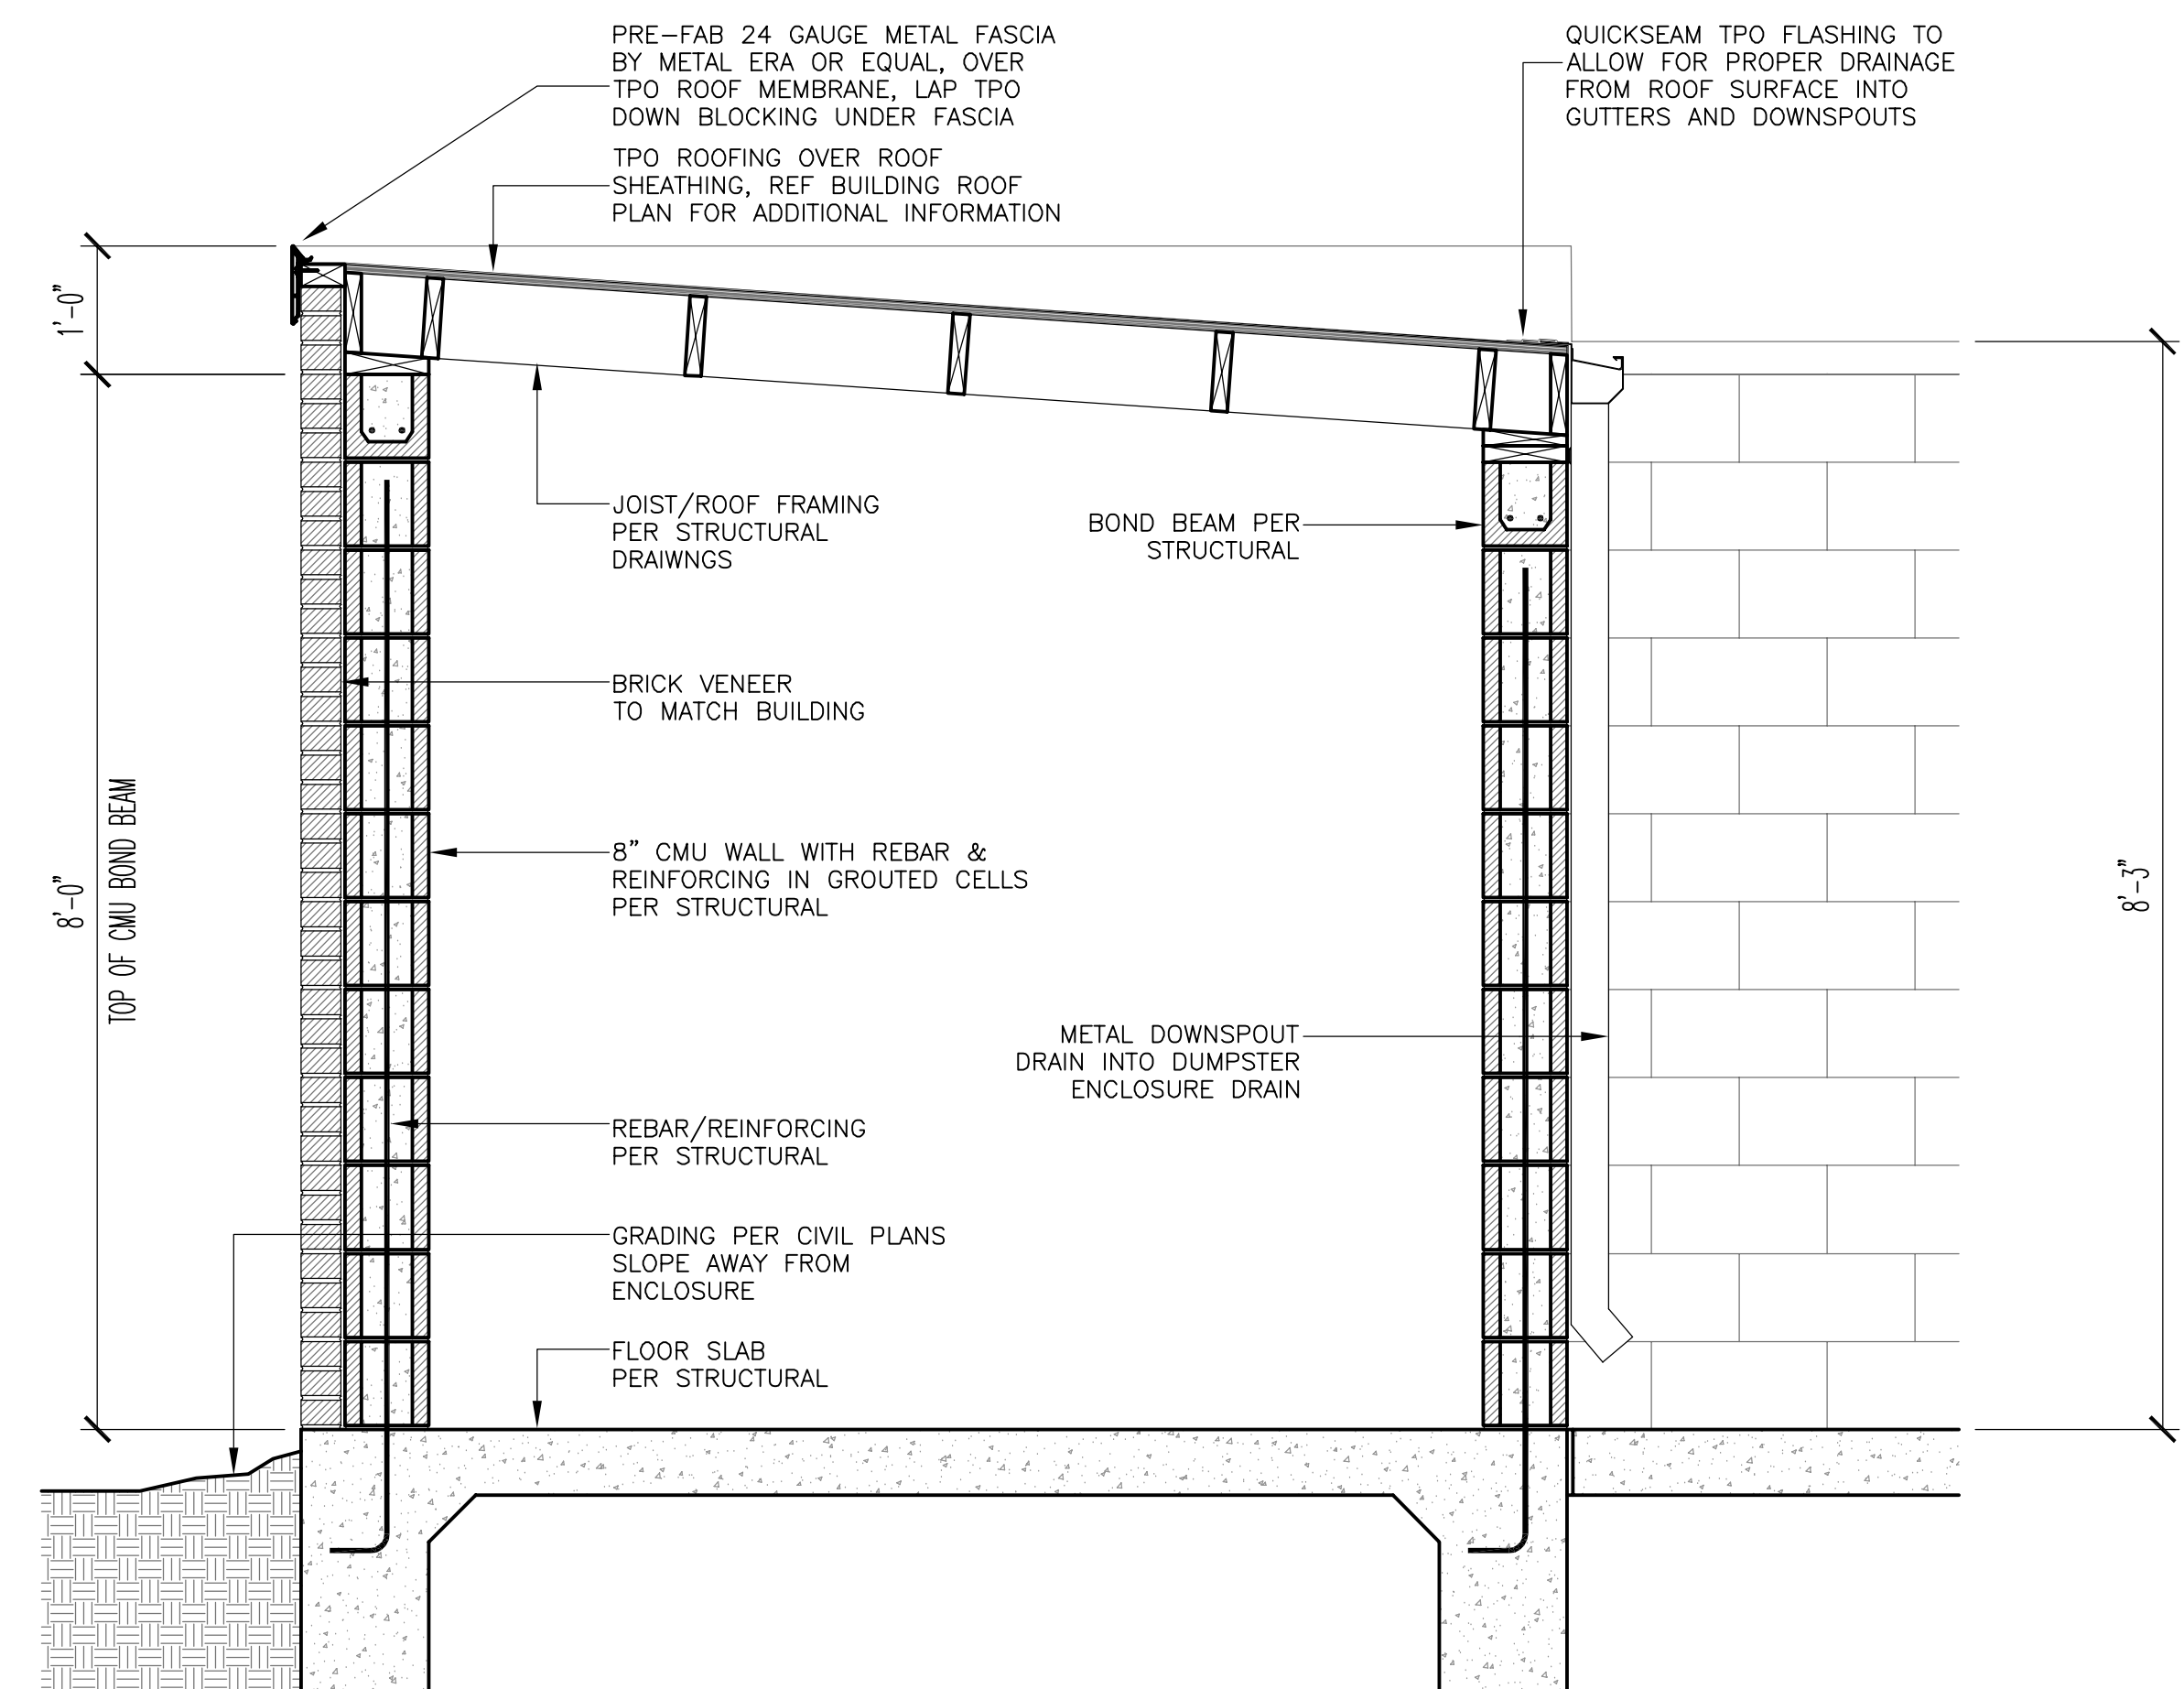 PRE-FAB 24 GAUGE METAL FASCIA
BY METAL ERA OR EQUAL, OVER
TPO ROOF MEMBRANE, LAP TPO
DOWN BLOCKING UNDER FASCIA
TPO ROOFING OVER ROOF
SHEATHING, REF BUILDING ROOF
PLAN FOR ADDITIONAL INFORMATION
QUICKSEAM TPO FLASHING TO
ALLOW FOR PROPER DRAINAGE
FROM ROOF SURFACE INTO
GUTTERS AND DOWNSPOUTS
1'-0"
JOIST/ROOF FRAMING
PER STRUCTURAL
DRAIWNGS
BOND BEAM PER
STRUCTURAL
BRICK VENEER
TO MATCH BUILDING
8'-0"
TOP OF CMU BOND BEAM
8" CMU WALL WITH REBAR &
REINFORCING IN GROUTED CELLS
PER STRUCTURAL
8'-3"
METAL DOWNSPOUT
DRAIN INTO DUMPSTER
ENCLOSURE DRAIN
REBAR/REINFORCING
PER STRUCTURAL
GRADING PER CIVIL PLANS
SLOPE AWAY FROM
ENCLOSURE
FLOOR SLAB
PER STRUCTURAL